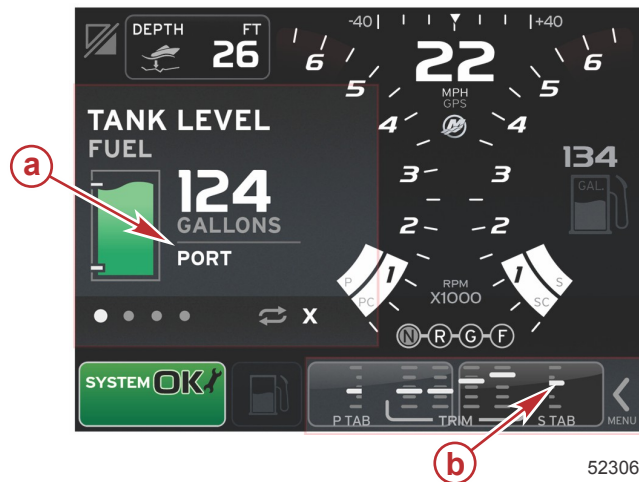 DEPTH FT
26
-40 +40
22
MPH
GPS
6 6
5 5
4 4
3 3
2 2
1 1
P S
PC SC
RPM
X1000
N R G F
TANK LEVEL
FUEL
124
GALLONS
PORT
X
134
GAL.
SYSTEM OK
P TAB TRIM S TAB
MENU
a
b
52306